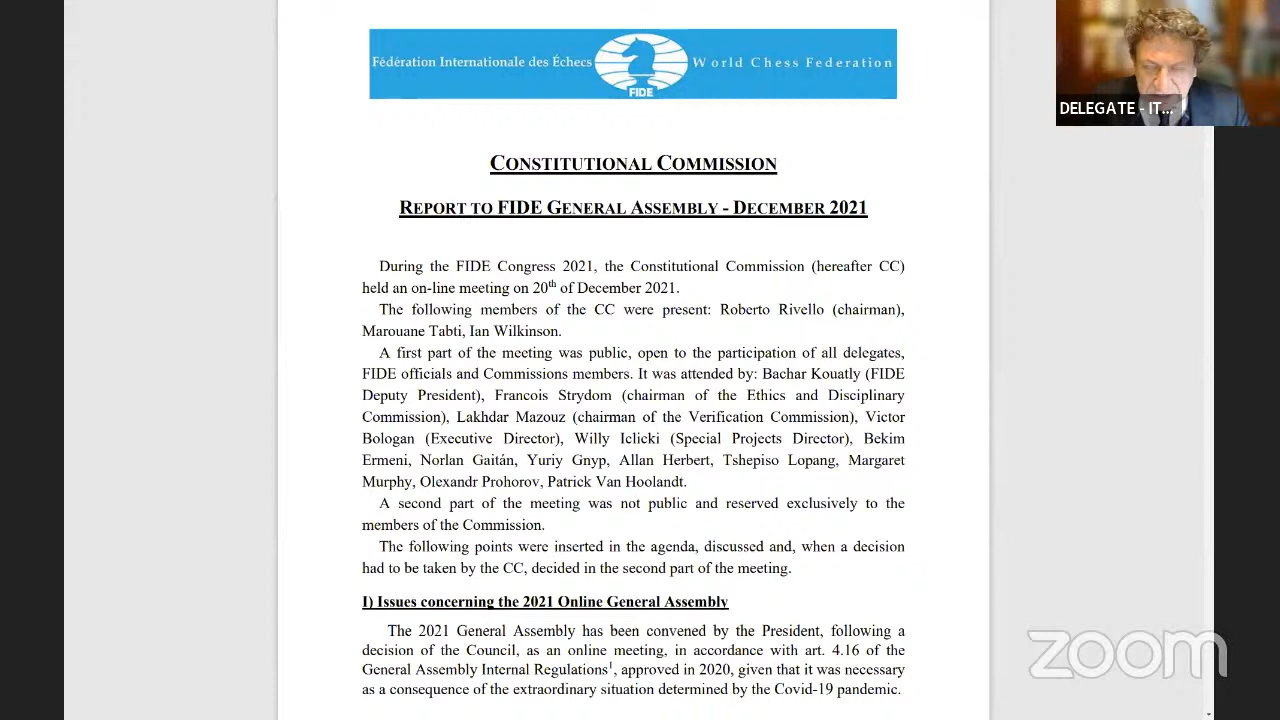 Fédération Internationale des Échecs
FIDE
World Chess Federation
DELEGATE - IT...
CONSTITUTIONAL COMMISSION
REPORT TO FIDE GENERAL ASSEMBLY - DECEMBER 2021
During the FIDE Congress 2021, the Constitutional Commission (hereafter CC)
held an on-line meeting on 20th of December 2021.
The following members of the CC were present: Roberto Rivello (chairman),
Marouane Tabti, Ian Wilkinson.
A first part of the meeting was public, open to the participation of all delegates,
FIDE officials and Commissions members. It was attended by: Bachar Kouatly (FIDE
Deputy President), Francois Strydom (chairman of the Ethics and Disciplinary
Commission), Lakhdar Mazouz (chairman of the Verification Commission), Victor
Bologan (Executive Director), Willy Iclicki (Special Projects Director), Bekim
Ermeni, Norlan Gaitán, Yuriy Gnyp, Allan Herbert, Tshepiso Lopang, Margaret
Murphy, Olexandr Prohorov, Patrick Van Hoolandt.
A second part of the meeting was not public and reserved exclusively to the
members of the Commission.
The following points were inserted in the agenda, discussed and, when a decision
had to be taken by the CC, decided in the second part of the meeting.
I) Issues concerning the 2021 Online General Assembly
The 2021 General Assembly has been convened by the President, following a
decision of the Council, as an online meeting, in accordance with art. 4.16 of the
General Assembly Internal Regulations1, approved in 2020, given that it was necessary
as a consequence of the extraordinary situation determined by the Covid-19 pandemic.
zoom